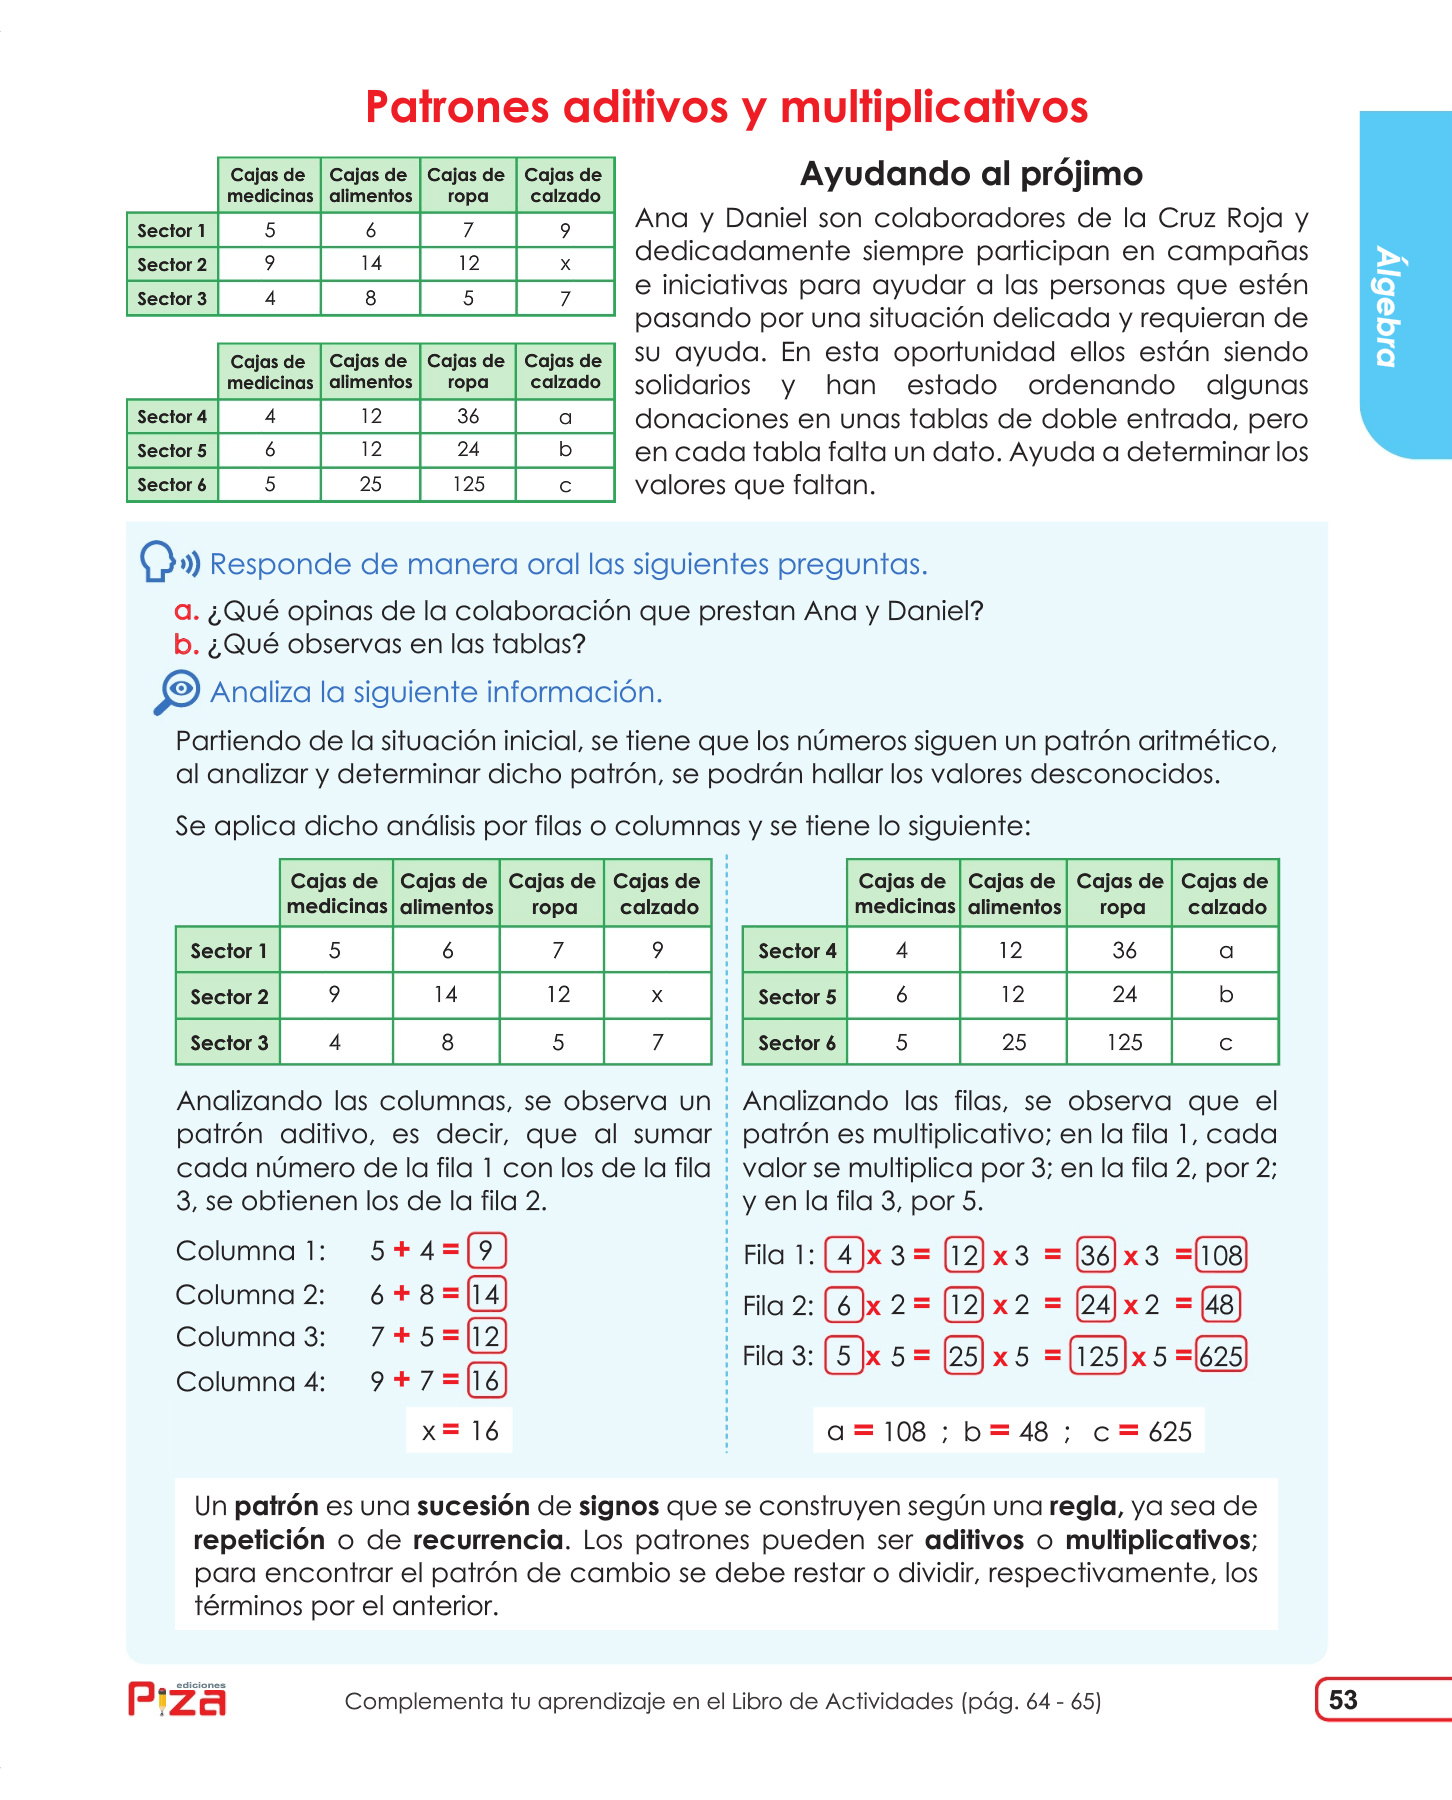 Patrones aditivos y multiplicativos
Cajas de medicinas Cajas de alimentos Cajas de ropa Cajas de calzado
Sector 1 5 6 7 9
Sector 2 9 14 12 x
Sector 3 4 8 5 7
Cajas de medicinas Cajas de alimentos Cajas de ropa Cajas de calzado
Sector 4 4 12 36 a
Sector 5 6 12 24 b
Sector 6 5 25 125 c
Ayudando al prójimo
Ana y Daniel son colaboradores de la Cruz Roja y
dedicadamente siempre participan en campañas
e iniciativas para ayudar a las personas que estén
pasando por una situación delicada y requieran de
su ayuda. En esta oportunidad ellos están siendo
solidarios y han estado ordenando algunas
donaciones en unas tablas de doble entrada, pero
en cada tabla falta un dato. Ayuda a determinar los
valores que faltan.
Álgebra
Responde de manera oral las siguientes preguntas.
a. ¿Qué opinas de la colaboración que prestan Ana y Daniel?
b. ¿Qué observas en las tablas?
Analiza la siguiente información.
Partiendo de la situación inicial, se tiene que los números siguen un patrón aritmético,
al analizar y determinar dicho patrón, se podrán hallar los valores desconocidos.
Se aplica dicho análisis por filas o columnas y se tiene lo siguiente:
Cajas de medicinas Cajas de alimentos Cajas de ropa Cajas de calzado
Sector 1 5 6 7 9
Sector 2 9 14 12 x
Sector 3 4 8 5 7
Analizando las columnas, se observa un
patrón aditivo, es decir, que al sumar
cada número de la fila 1 con los de la fila
3, se obtienen los de la fila 2.
Columna 1: 5 + 4 = 9
Columna 2: 6 + 8 = 14
Columna 3: 7 + 5 = 12
Columna 4: 9 + 7 = 16
x = 16
Cajas de medicinas Cajas de alimentos Cajas de ropa Cajas de calzado
Sector 4 4 12 36 a
Sector 5 6 12 24 b
Sector 6 5 25 125 c
Analizando las filas, se observa que el
patrón es multiplicativo; en la fila 1, cada
valor se multiplica por 3; en la fila 2, por 2;
y en la fila 3, por 5.
Fila 1: 4 x 3 = 12 x 3 = 36 x 3 = 108
Fila 2: 6 x 2 = 12 x 2 = 24 x 2 = 48
Fila 3: 5 x 5 = 25 x 5 = 125 x 5 = 625
a = 108 ; b = 48 ; c = 625
Un patrón es una sucesión de signos que se construyen según una regla, ya sea de
repetición o de recurrencia. Los patrones pueden ser aditivos o multiplicativos;
para encontrar el patrón de cambio se debe restar o dividir, respectivamente, los
términos por el anterior.
ediciones
Piza
Complementa tu aprendizaje en el Libro de Actividades (pág. 64 - 65)
53